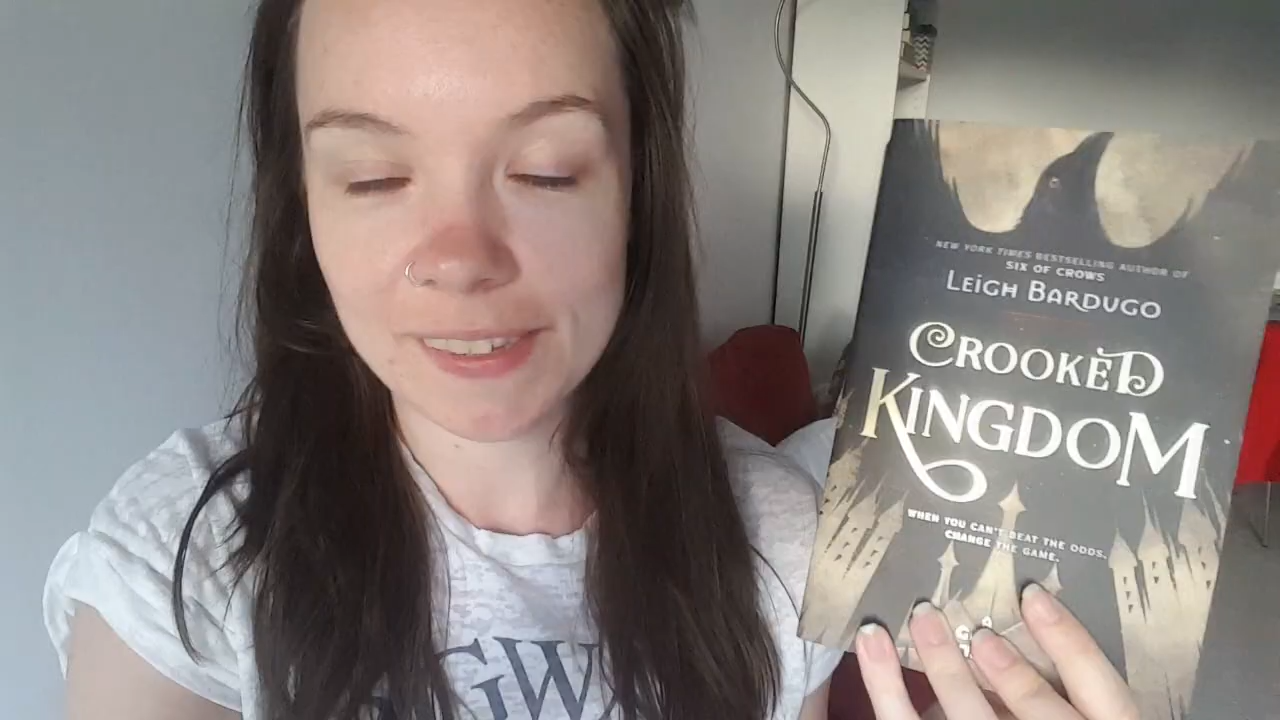 NEW YORK TIMES BESTSELLING AUTHOR OF
SIX OF CROWS
LEIGH BARDUGO
CROOKED
KINGDOM
WHEN YOU CAN'T BEAT THE ODDS,
CHANGE THE GAME.